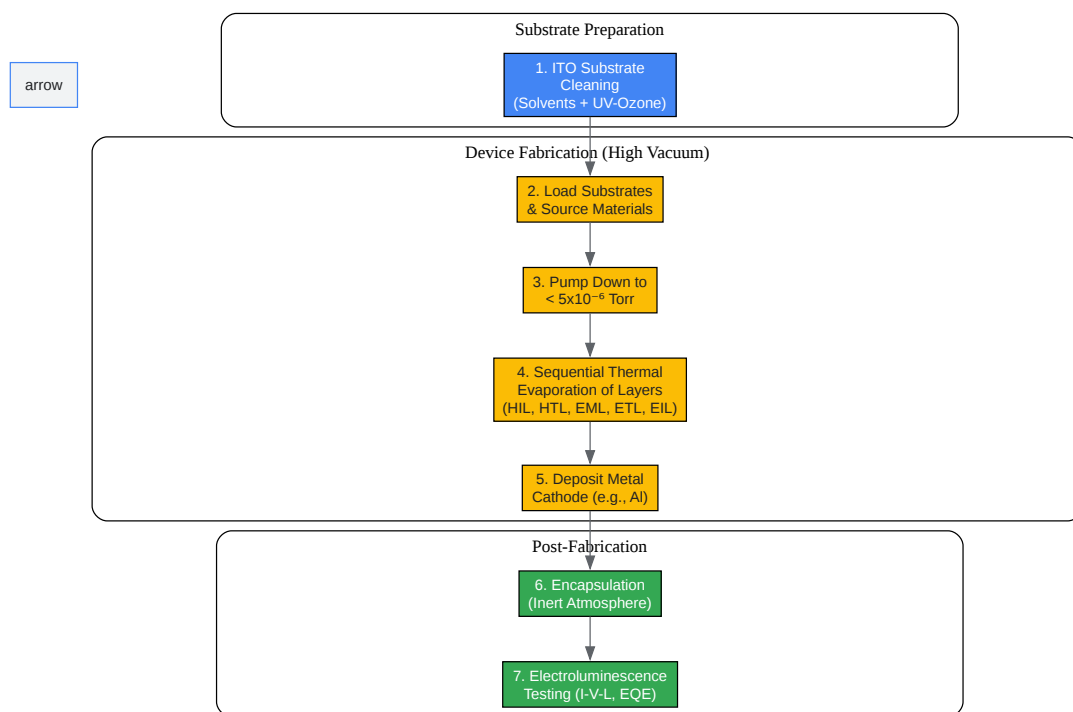 Substrate Preparation
arrow
1. ITO Substrate
Cleaning
(Solvents + UV-Ozone)
Device Fabrication (High Vacuum)
2. Load Substrates
& Source Materials
3. Pump Down to
< 5x10⁻⁶ Torr
4. Sequential Thermal
Evaporation of Layers
(HIL, HTL, EML, ETL, EIL)
5. Deposit Metal
Cathode (e.g., Al)
Post-Fabrication
6. Encapsulation
(Inert Atmosphere)
7. Electroluminescence
Testing (I-V-L, EQE)